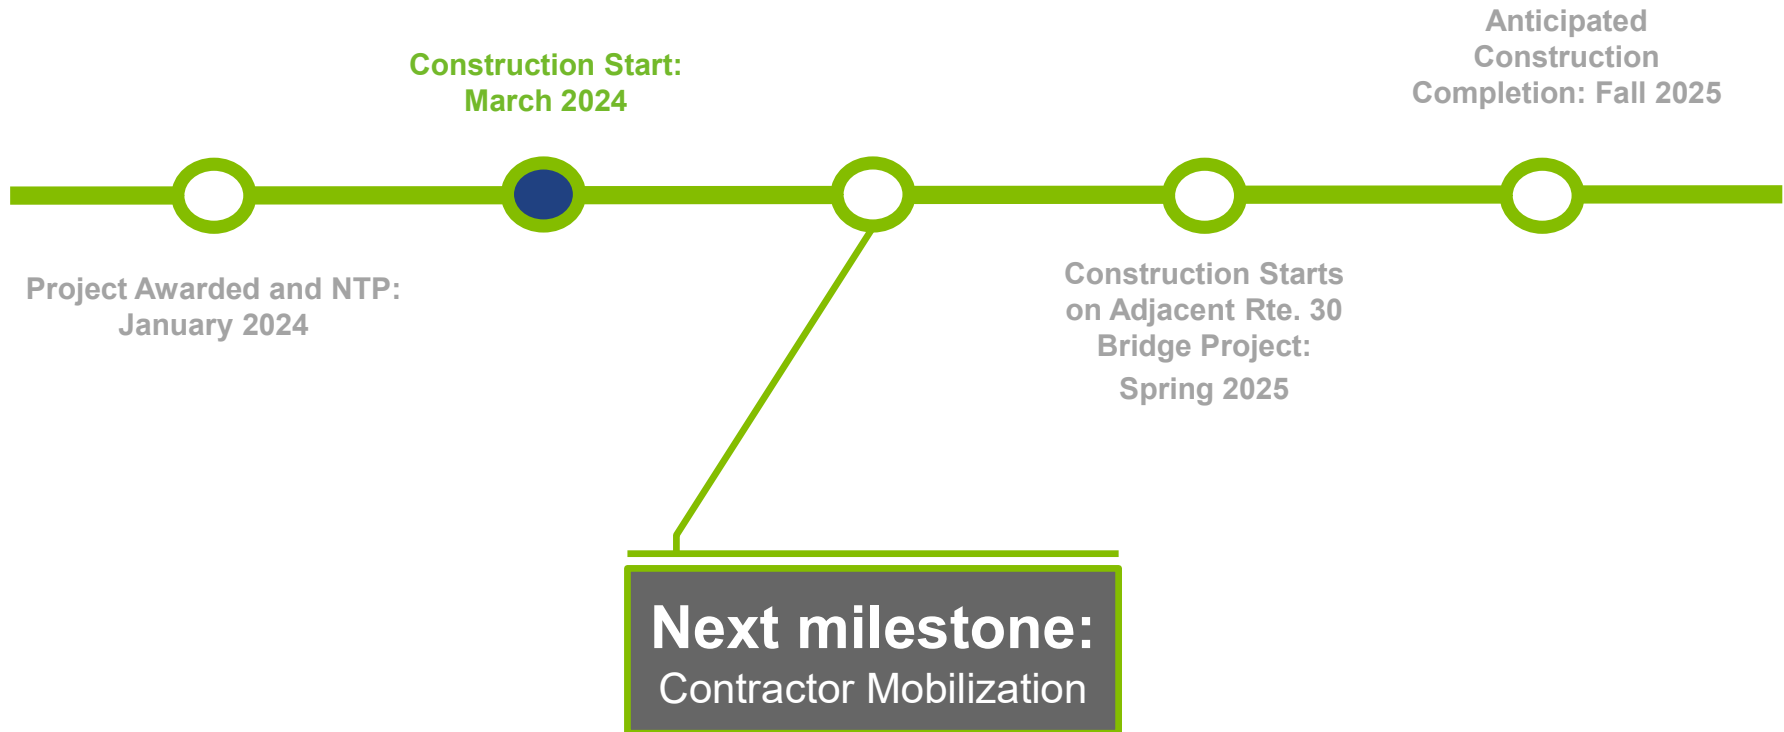 Anticipated
Construction
Completion: Fall 2025
Construction Start:
March 2024
Project Awarded and NTP:
January 2024
Construction Starts
on Adjacent Rte. 30
Bridge Project:
Spring 2025
Next milestone:
Contractor Mobilization